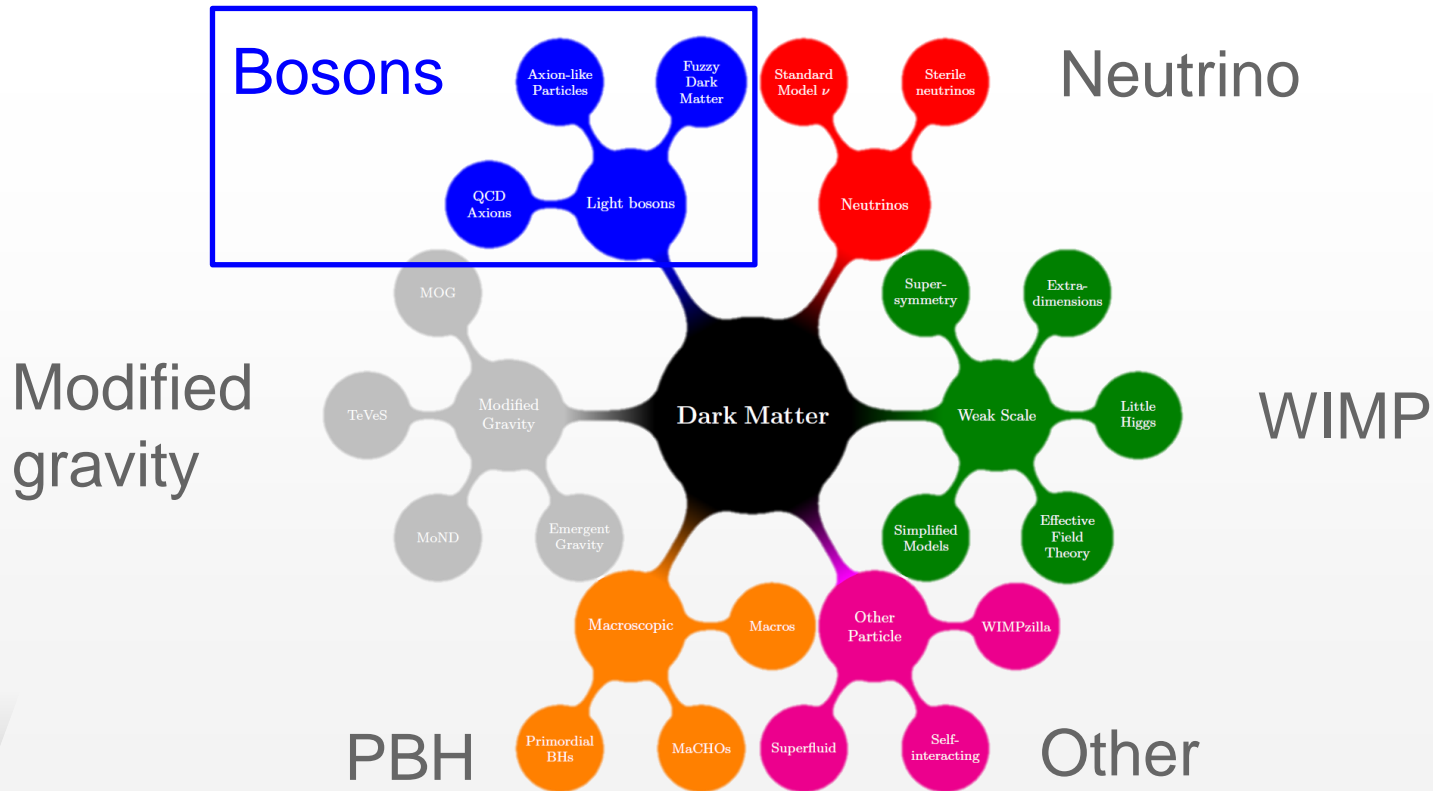 Bosons
Axion-like
Particles
Fuzzy
Dark
Matter
Standard
Model ν
Sterile
neutrinos
Neutrino
QCD
Axions
Light bosons
Neutrinos
MOG
Super-
symmetry
Extra-
dimensions
Modified
gravity
TeVeS
Modified
Gravity
Dark Matter
Weak Scale
Little
Higgs
WIMP
MoND
Emergent
Gravity
Simplified
Models
Effective
Field
Theory
Macroscopic
Macros
Other
Particle
WIMPzilla
PBH
Primordial
BHs
MaCHOs
Superfluid
Self-
interacting
Other